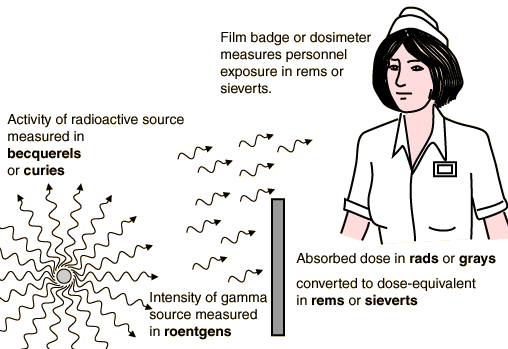 Film badge or dosimeter
measures personnel
exposure in rems or
sieverts.
Activity of radioactive source
measured in
becquerels
or curies
Intensity of gamma
source measured
in roentgens
Absorbed dose in rads or grays
converted to dose-equivalent
in rems or sieverts